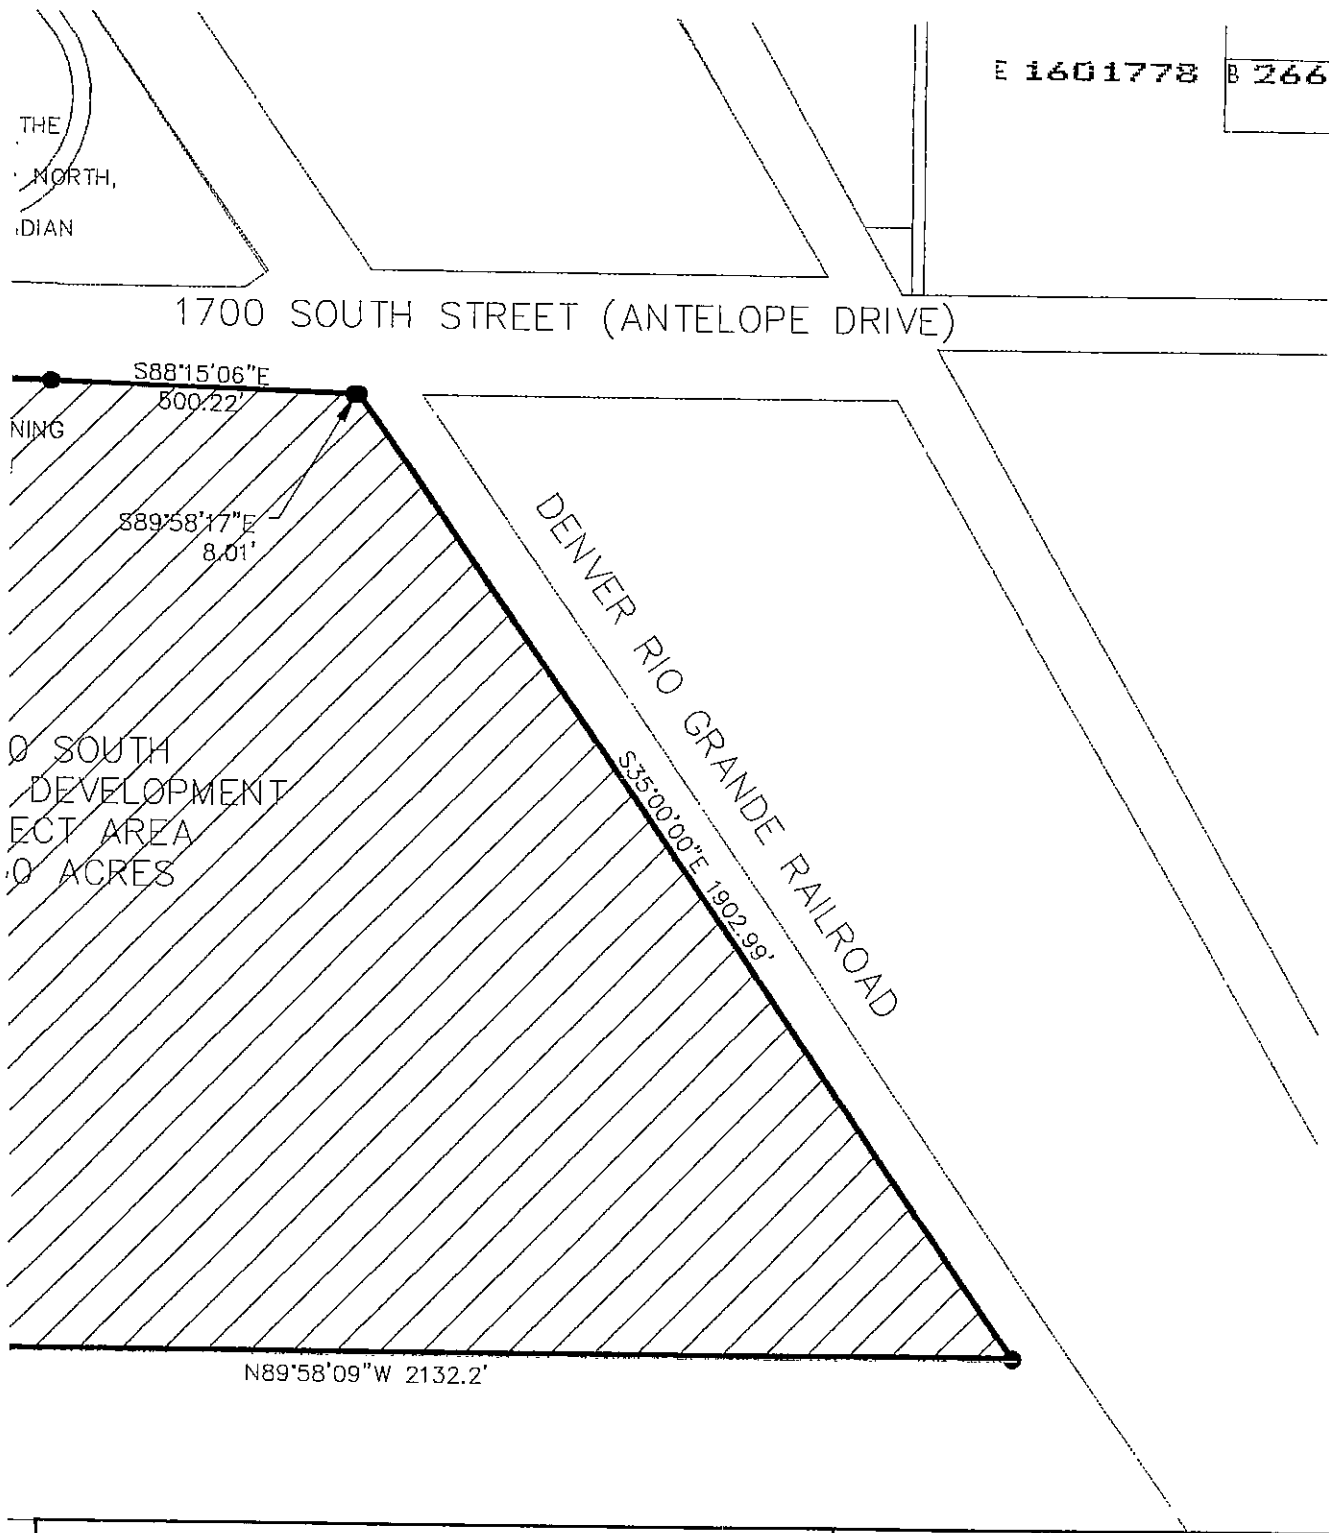 E 1601778 B 266
THE
NORTH,
DIAN
1700 SOUTH STREET (ANTELOPE DRIVE)
S88°15'06"E
500.22'
NING
S89°58'17"E
8.01'
DENVER RIO GRANDE RAILROAD
S35°00'00"E 1902.99'
0 SOUTH
DEVELOPMENT
ECT AREA
0 ACRES
N89°58'09"W 2132.2'